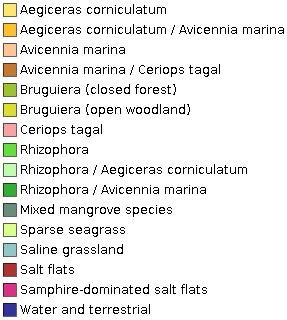 Aegiceras corniculatum
Aegiceras corniculatum / Avicennia marina
Avicennia marina
Avicennia marina / Ceriops tagal
Bruguiera (closed forest)
Bruguiera (open woodland)
Ceriops tagal
Rhizophora
Rhizophora / Aegiceras corniculatum
Rhizophora / Avicennia marina
Mixed mangrove species
Sparse seagrass
Saline grassland
Salt flats
Samphire-dominated salt flats
Water and terrestrial